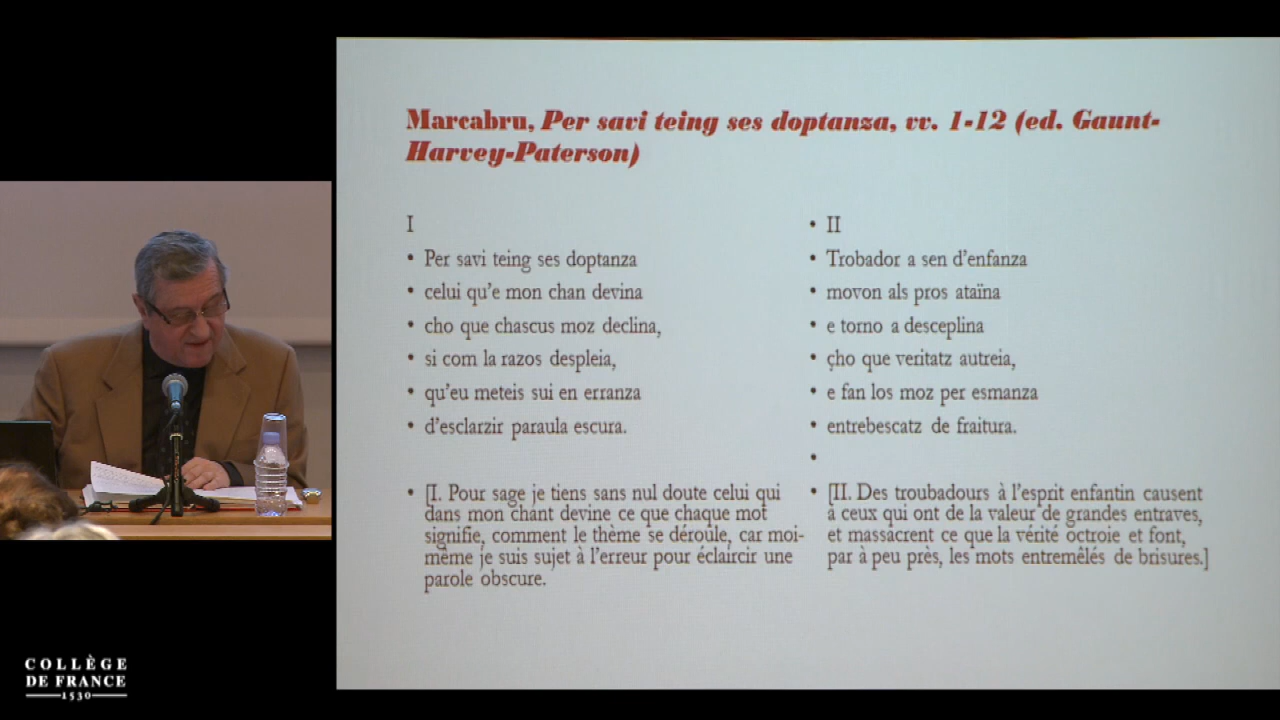 Marcabru, Per savi teing ses doptanza, vv. 1-12 (ed. Gaunt-
Harvey-Paterson)
I
• Per savi teing ses doptanza
• celui qu'e mon chan devina
• cho que chascus moz declina,
• si com la razos despleia,
• qu'eu meteis sui en erranza
• d'esclarzir paraula escura.
• [I. Pour sage je tiens sans nul doute celui qui
dans mon chant devine ce que chaque mot
signifie, comment le thème se déroule, car moi-
même je suis sujet à l'erreur pour éclaircir une
parole obscure.
• II
• Trobador a sen d'enfanza
• movon als pros ataïna
• e torno a desceplina
• çho que veritatz autreia,
• e fan los moz per esmanza
• entrebescatz de fraitura.
•
• [II. Des troubadours à l'esprit enfantin causent
à ceux qui ont de la valeur de grandes entraves,
et massacrent ce que la vérité octroie et font,
par à peu près, les mots entremêlés de brisures.]
COLLÈGE
DE FRANCE
1530